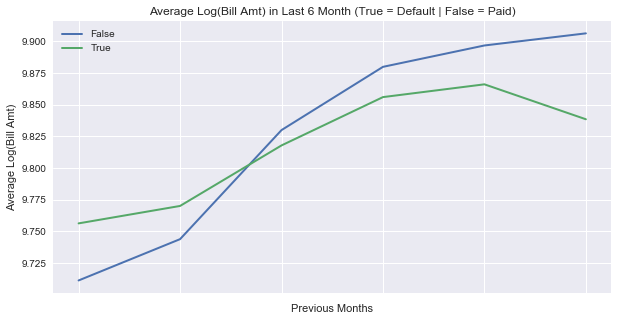 Average Log(Bill Amt) in Last 6 Month (True = Default | False = Paid)
False
True
9.900
9.875
9.850
9.825
9.800
9.775
9.750
9.725
Average Log(Bill Amt)
Previous Months